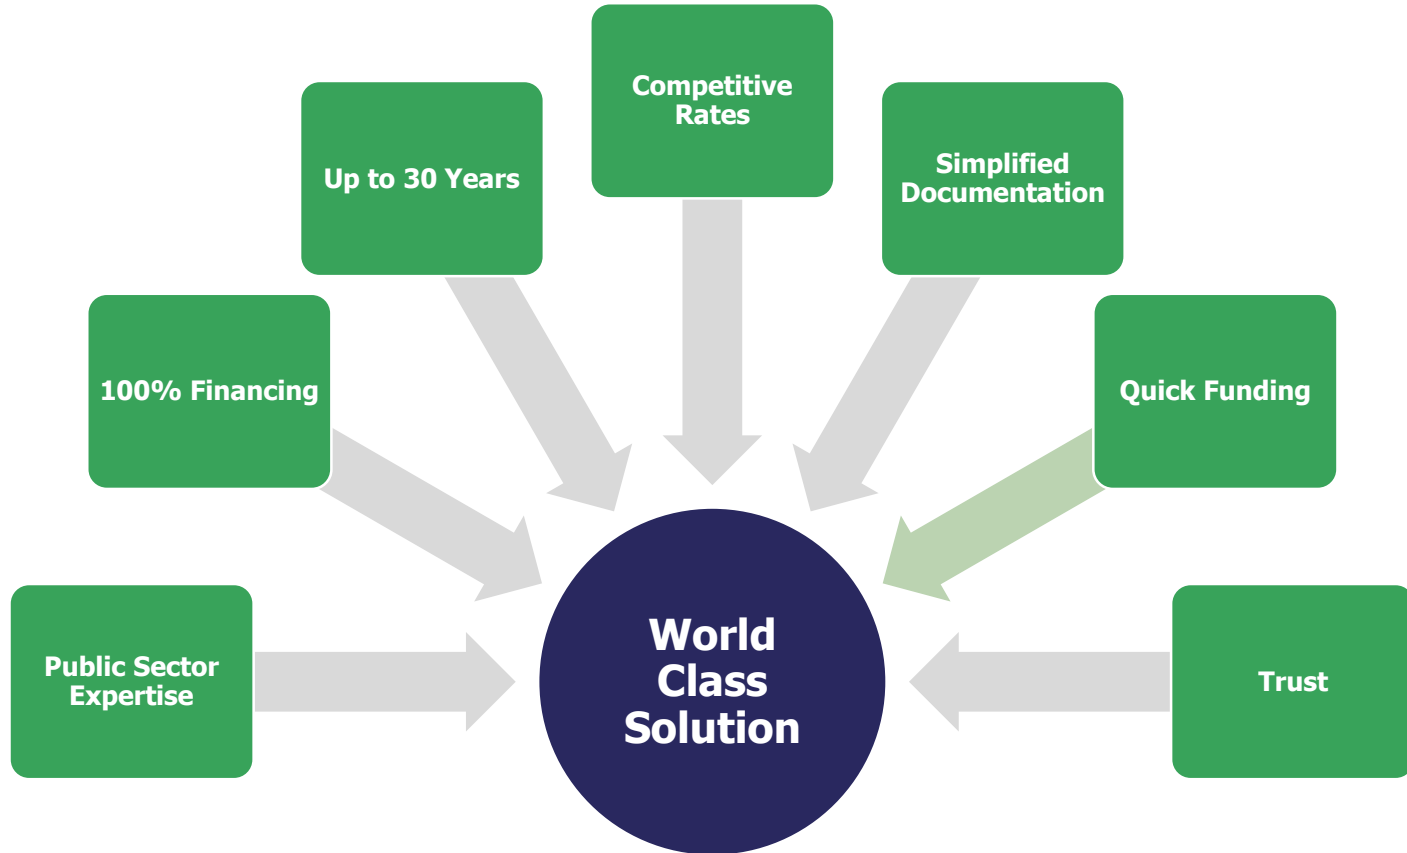 Competitive
Rates
Up to 30 Years
Simplified
Documentation
100% Financing
Quick Funding
Public Sector
Expertise
World
Class
Solution
Trust